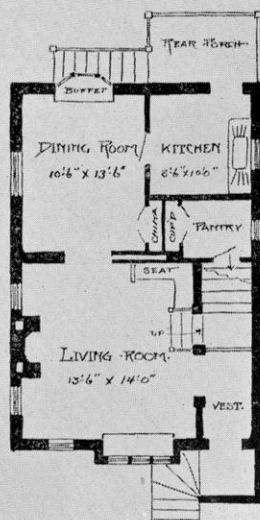 REAR PORCH
BUFFET
DINING ROOM
10'-6" X 13'-6"
KITCHEN
8'-6" X 10'-0"
CHINA
CUP'D
PANTRY
SEAT
UP
LIVING ROOM.
13'-6" X 14'-0"
VEST.